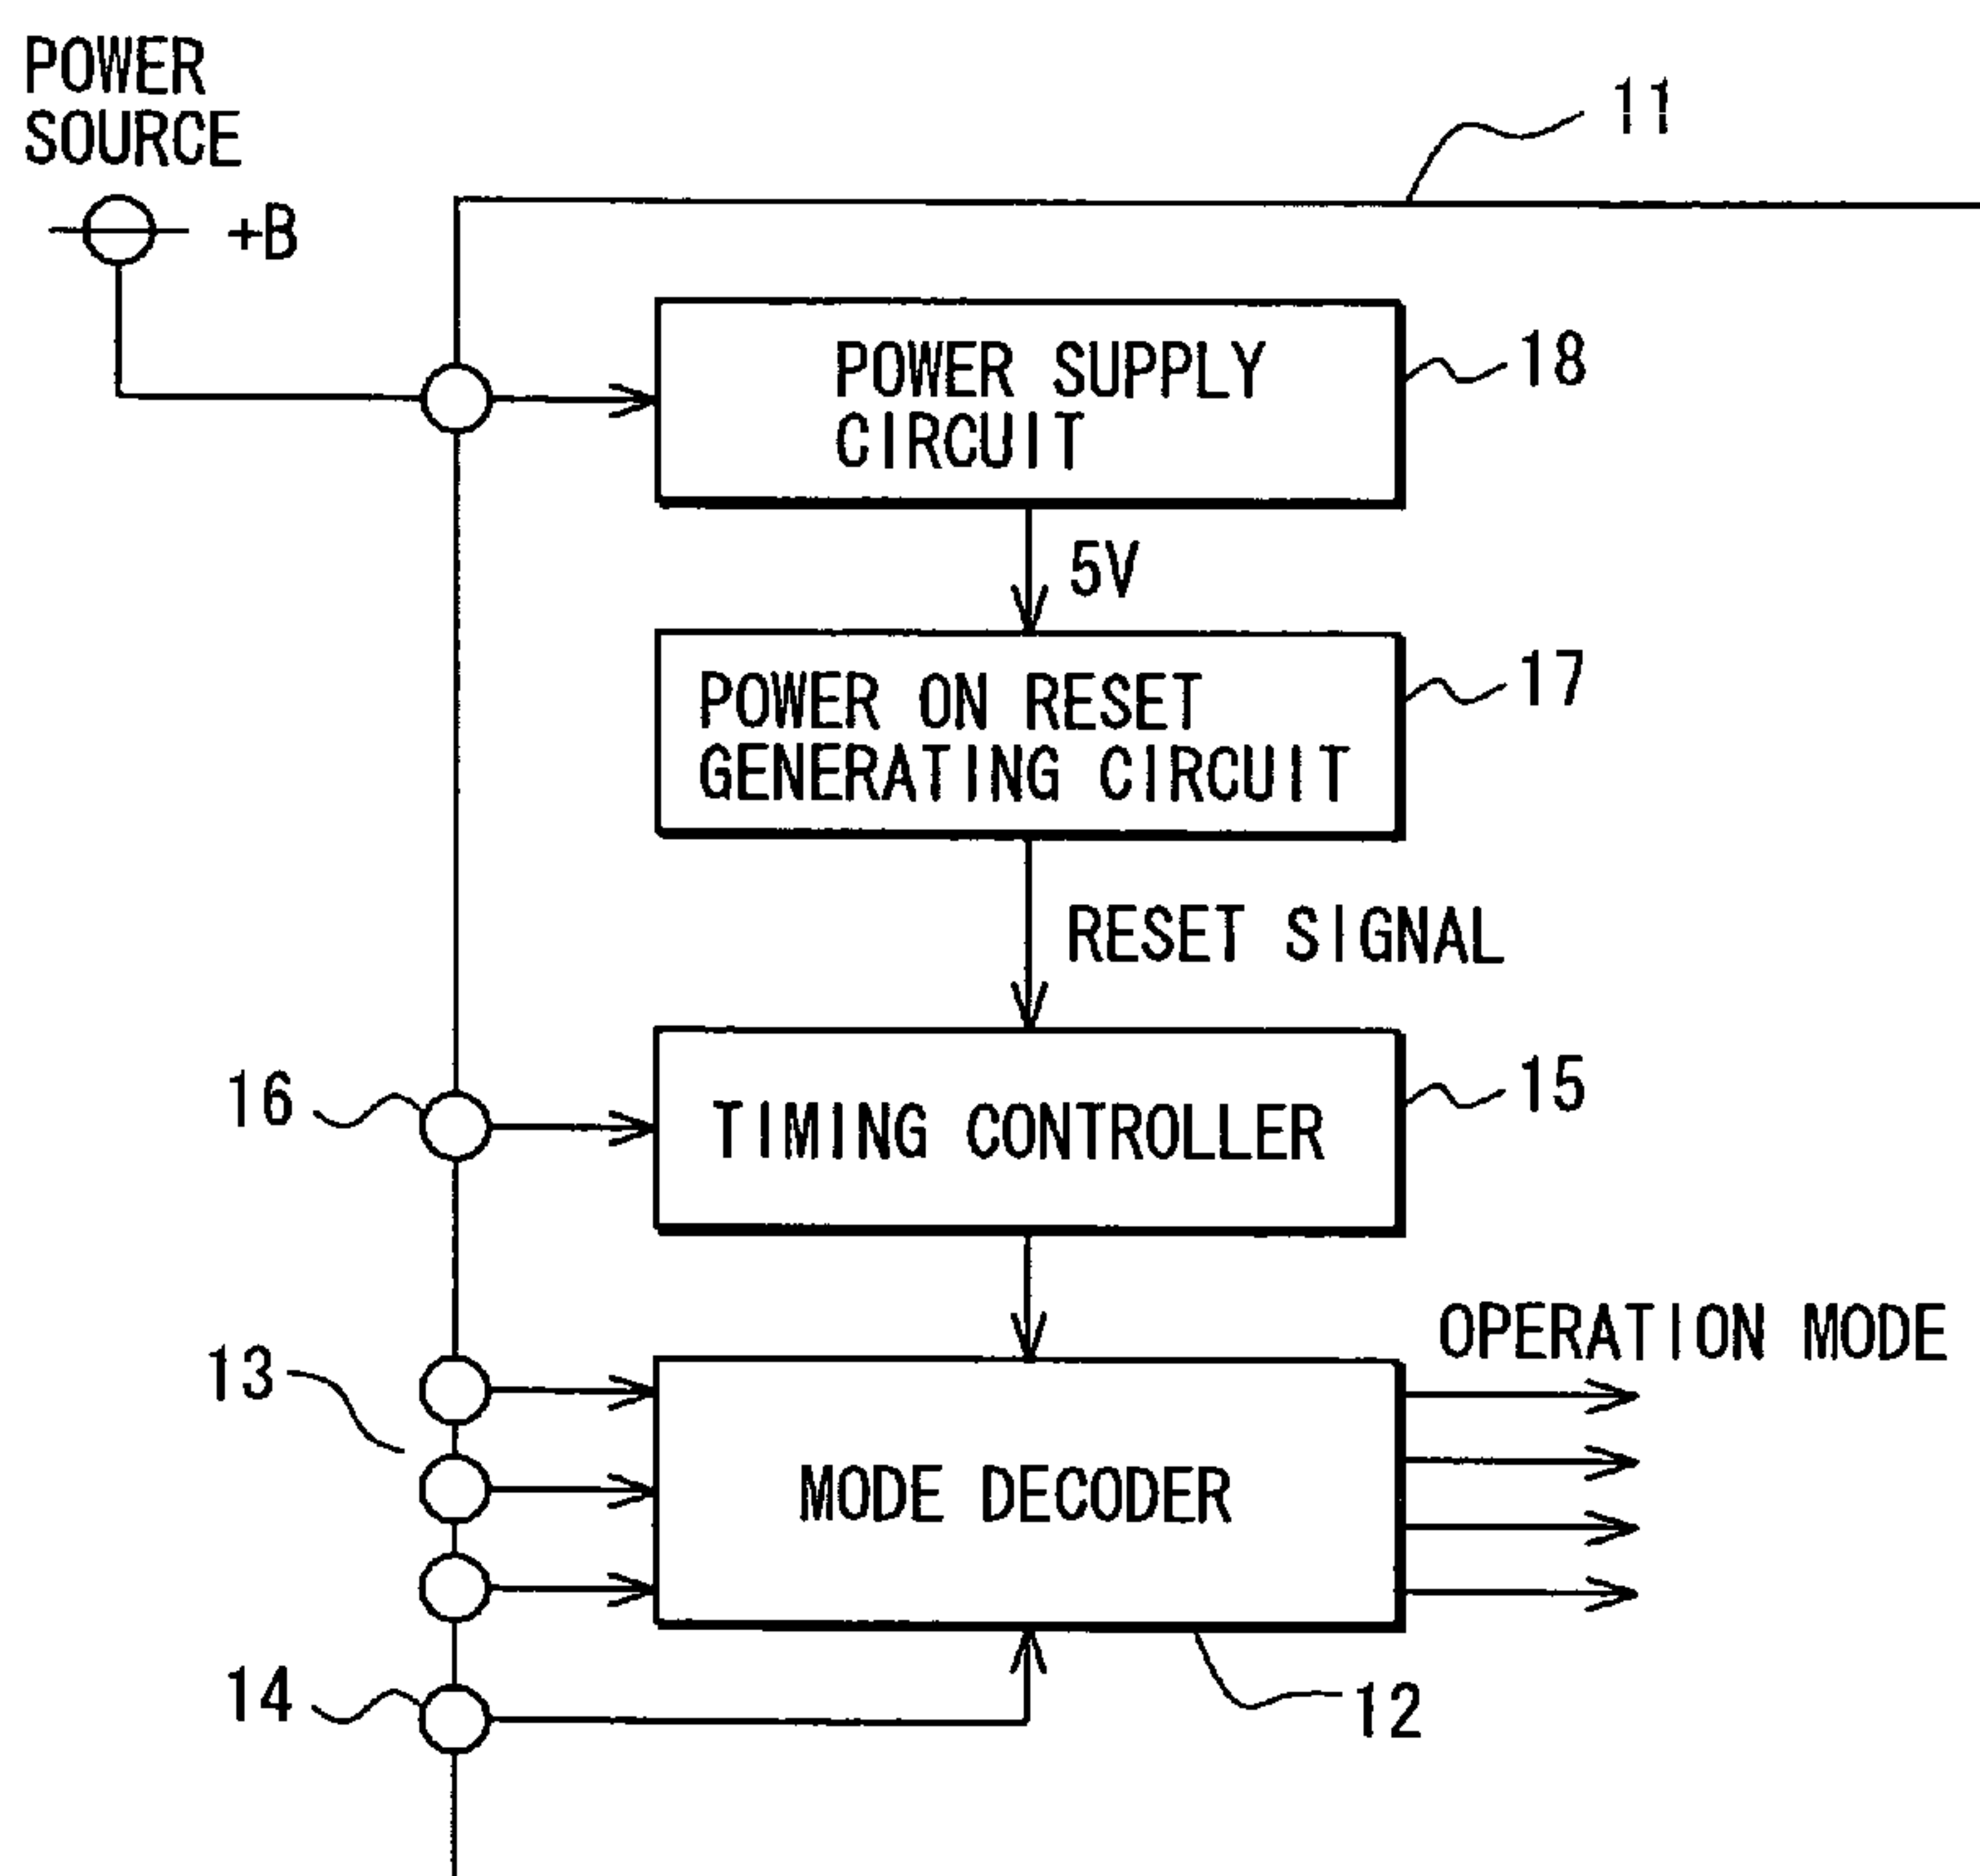 POWER
SOURCE
+B
11
POWER SUPPLY
CIRCUIT
18
5V
POWER ON RESET
GENERATING CIRCUIT
17
RESET SIGNAL
16
TIMING CONTROLLER
15
OPERATION MODE
13
MODE DECODER
14
12